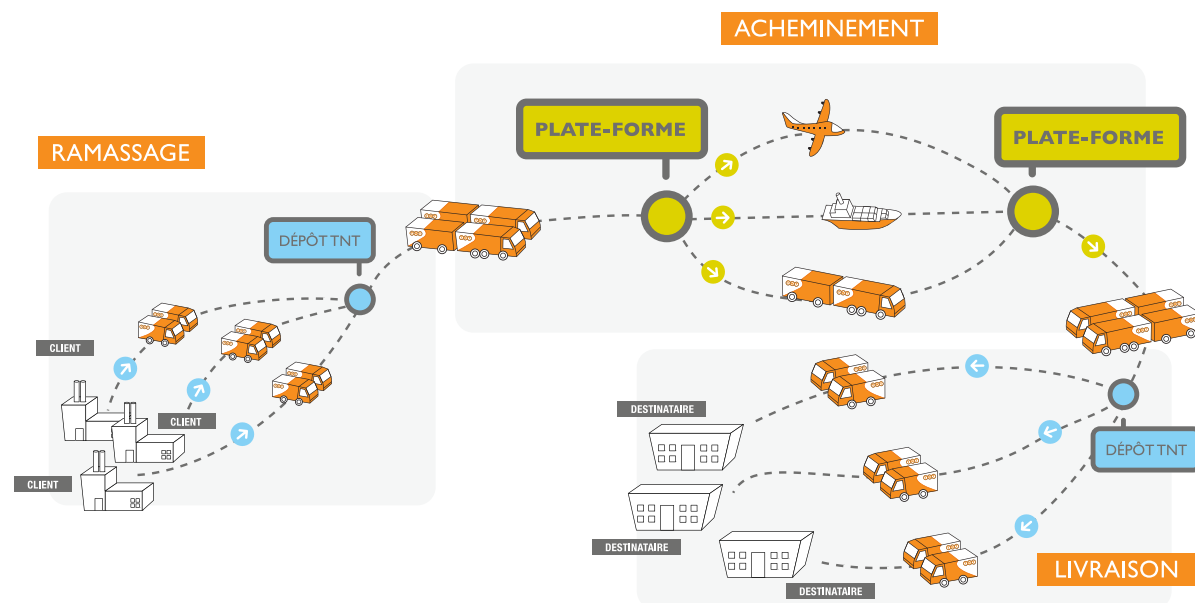 ACHEMINEMENT
PLATE-FORME
PLATE-FORME
RAMASSAGE
DÉPÔT TNT
CLIENT
CLIENT
CLIENT
DESTINATAIRE
DÉPÔT TNT
DESTINATAIRE
DESTINATAIRE
LIVRAISON